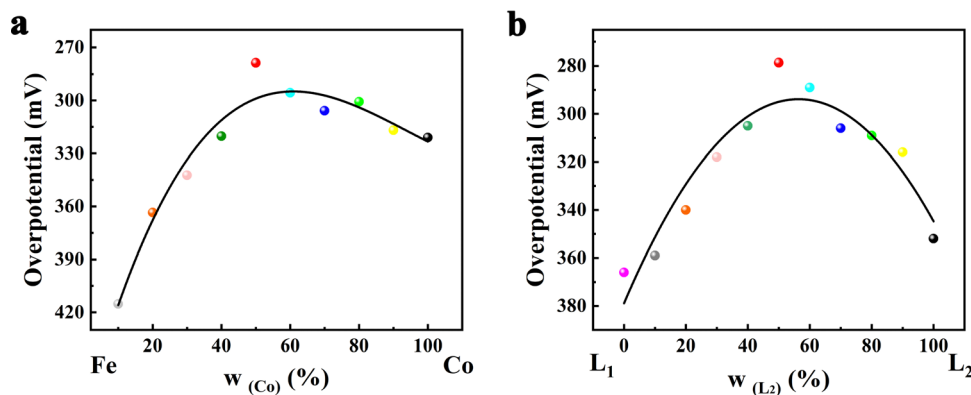 a
Overpotential (mV)
270
300
330
360
390
420
20 40 60 80 100
Fe Co
w (Co) (%)
b
Overpotential (mV)
280
300
320
340
360
380
0 20 40 60 80 100
L1 L2
w (L2) (%)